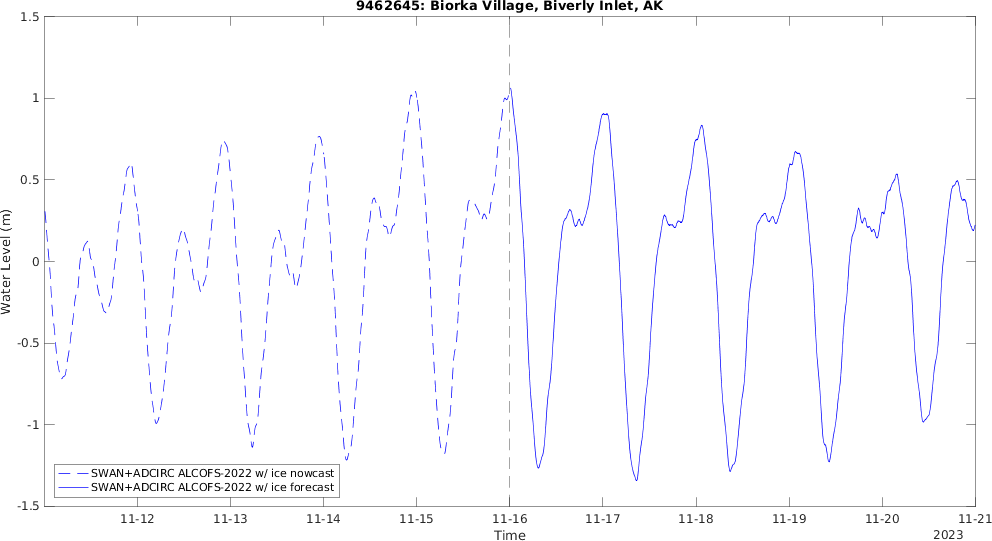 9462645: Biorka Village, Biverly Inlet, AK
Water Level (m)
1.5
1
0.5
0
-0.5
-1
-1.5
SWAN+ADCIRC ALCOFS-2022 w/ ice nowcast
SWAN+ADCIRC ALCOFS-2022 w/ ice forecast
11-12 11-13 11-14 11-15 11-16 11-17 11-18 11-19 11-20 11-21
Time
2023